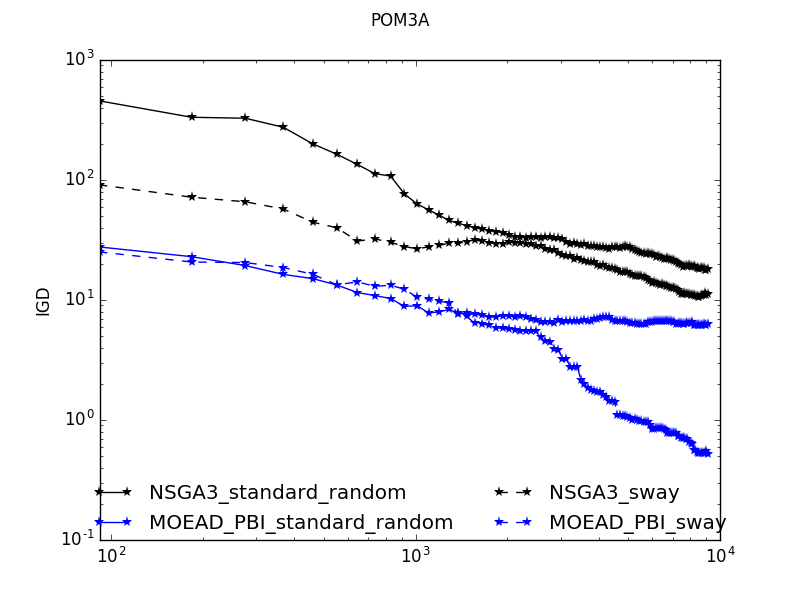 POM3A
10^3
10^2
10^1
10^0
10^-1
IGD
NSGA3_standard_random NSGA3_sway
MOEAD_PBI_standard_random MOEAD_PBI_sway
10^2 10^3 10^4